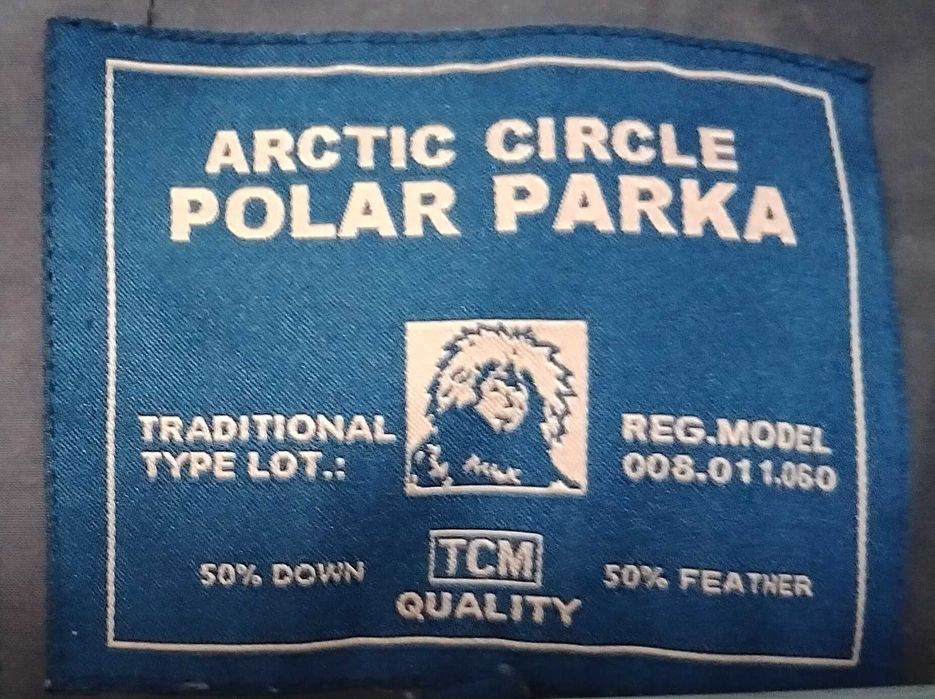 ARCTIC CIRCLE
POLAR PARKA
TRADITIONAL
TYPE LOT.:
REG.MODEL
008.011.060
50% DOWN
TCM
QUALITY
50% FEATHER